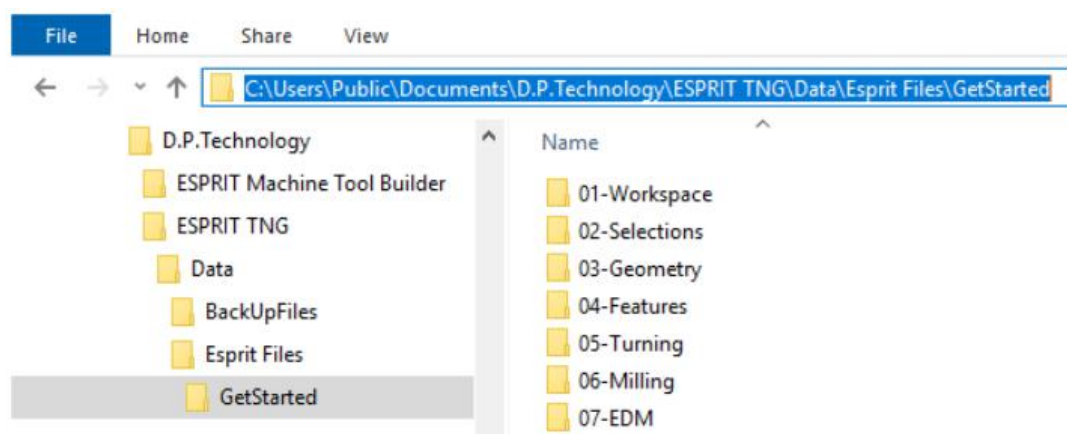 File Home Share View
C:\Users\Public\Documents\D.P.Technology\ESPRIT TNG\Data\Esprit Files\GetStarted
D.P.Technology
ESPRIT Machine Tool Builder
ESPRIT TNG
Data
BackUpFiles
Esprit Files
GetStarted
Name
01-Workspace
02-Selections
03-Geometry
04-Features
05-Turning
06-Milling
07-EDM